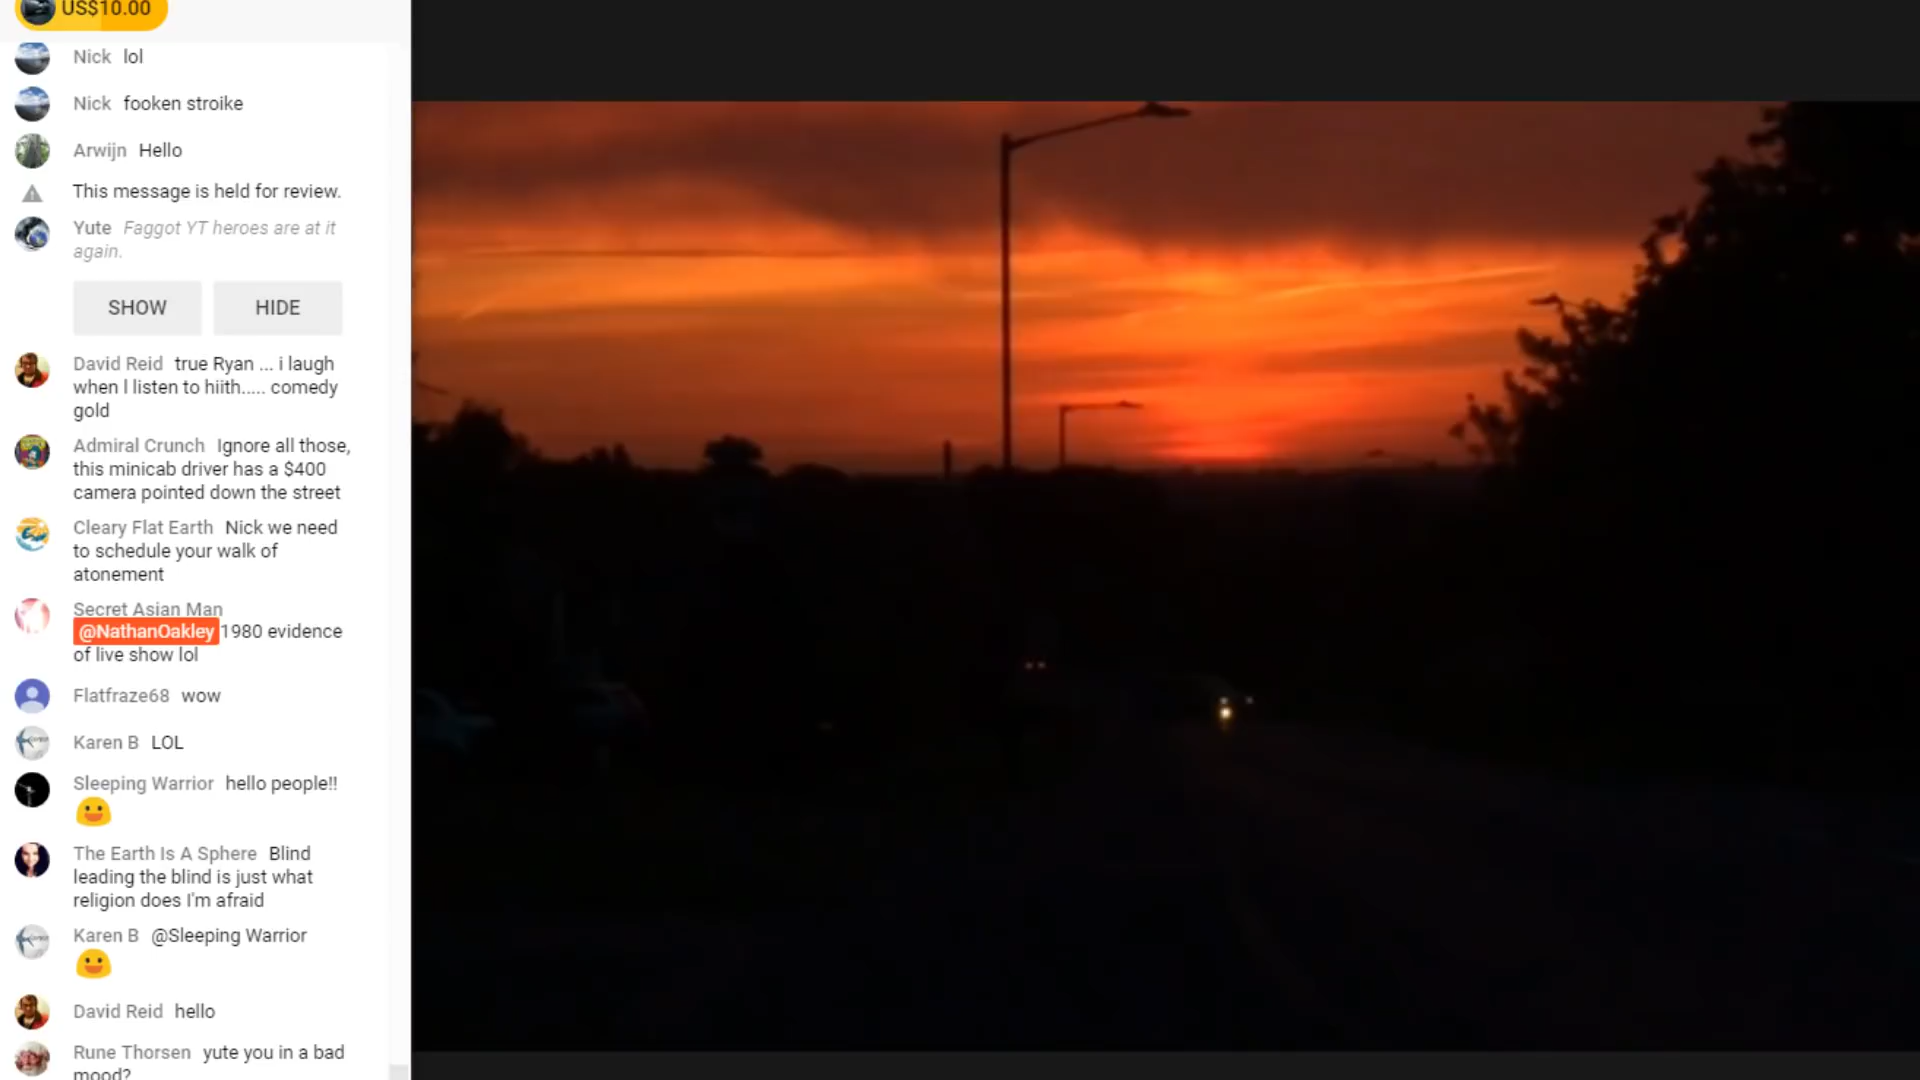 US$10.00
Nick lol
Nick fooken stroike
Arwijn Hello
This message is held for review.
Yute Faggot YT heroes are at it
again.
SHOW HIDE
David Reid true Ryan ... i laugh
when I listen to hiith..... comedy
gold
Admiral Crunch Ignore all those,
this minicab driver has a $400
camera pointed down the street
Cleary Flat Earth Nick we need
to schedule your walk of
atonement
Secret Asian Man
@NathanOakley 1980 evidence
of live show lol
Flatfraze68 wow
Karen B LOL
Sleeping Warrior hello people!!
The Earth Is A Sphere Blind
leading the blind is just what
religion does I'm afraid
Karen B @Sleeping Warrior
David Reid hello
Rune Thorsen yute you in a bad
mood?